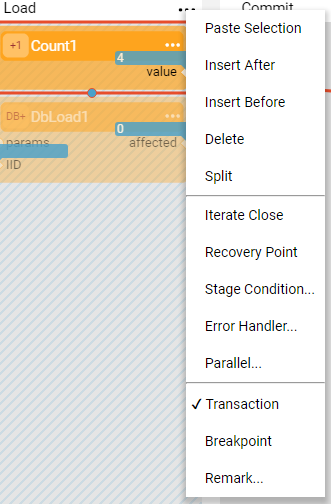 Load
•••
Commit
+1 Count1 •••
4
value
DB+ DbLoad1 •••
0
params affected
IID
Paste Selection
Insert After
Insert Before
Delete
Split
Iterate Close
Recovery Point
Stage Condition...
Error Handler...
Parallel...
✓ Transaction
Breakpoint
Remark...